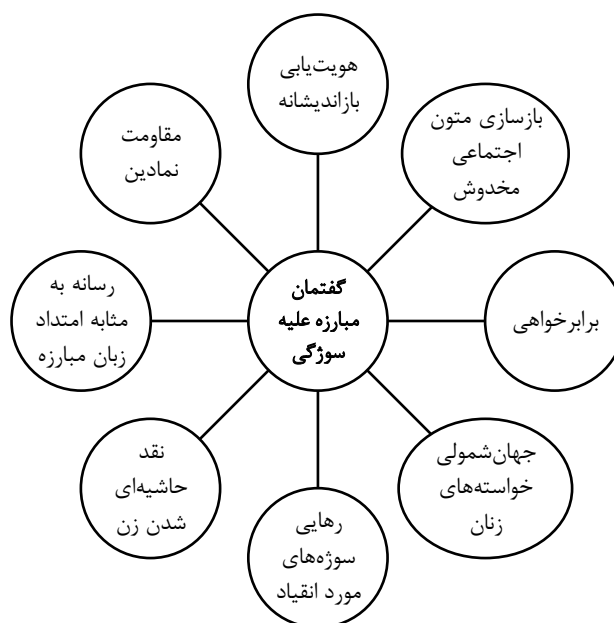 هویت‌یابی
بازاندیشانه
بازسازی متون
اجتماعی
مخدوش
برابرخواهی
جهان‌شمولی
خواسته‌های
زنان
رهایی
سوژه‌های
مورد انقیاد
نقد
حاشیه‌ای
شدن زن
رسانه به
مثابه امتداد
زبان مبارزه
مقاومت
نمادین
گفتمان
مبارزه علیه
سوژگی